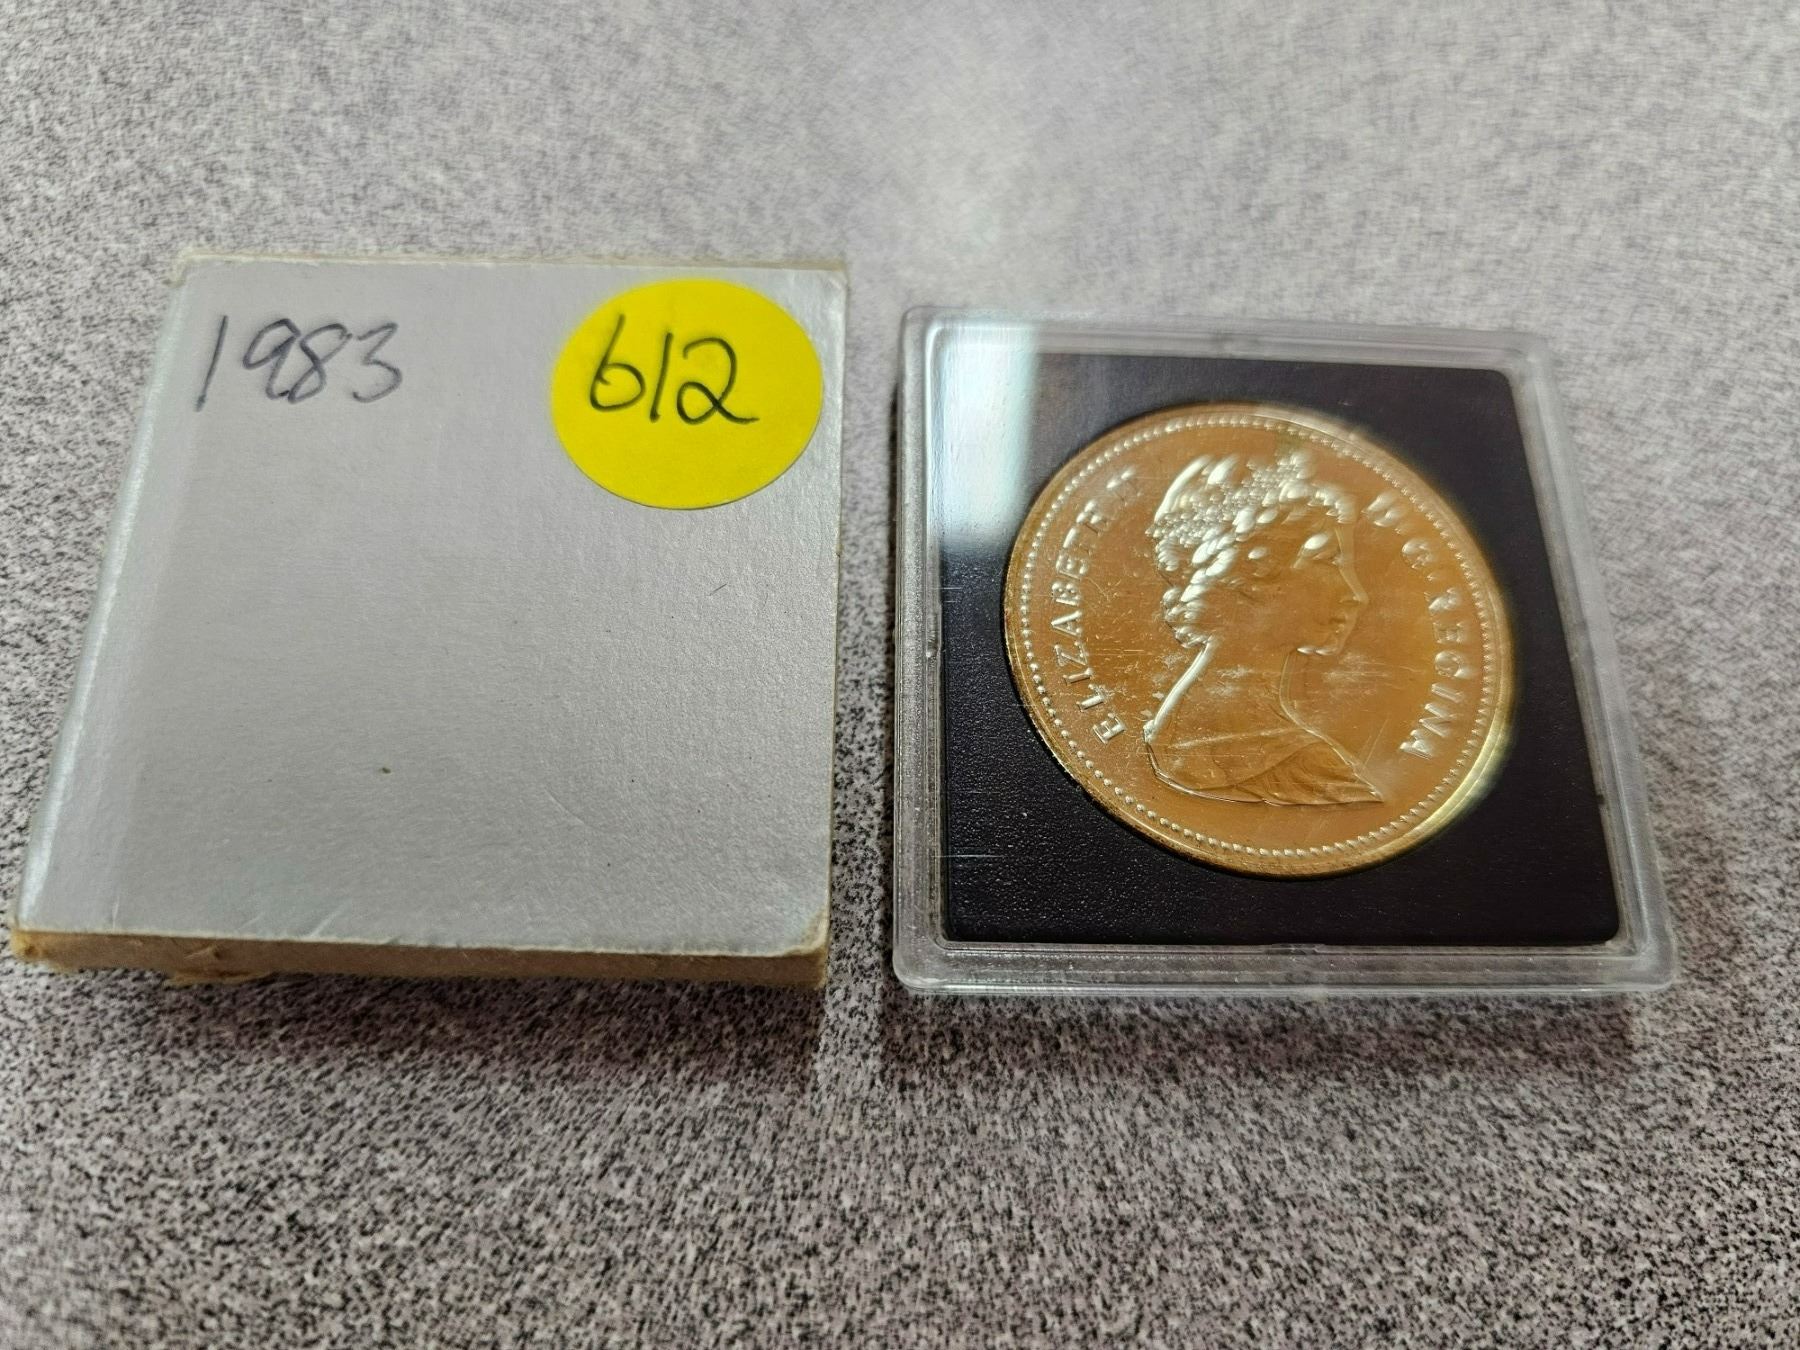 1983
612
ELIZABETH II D·G·REGINA